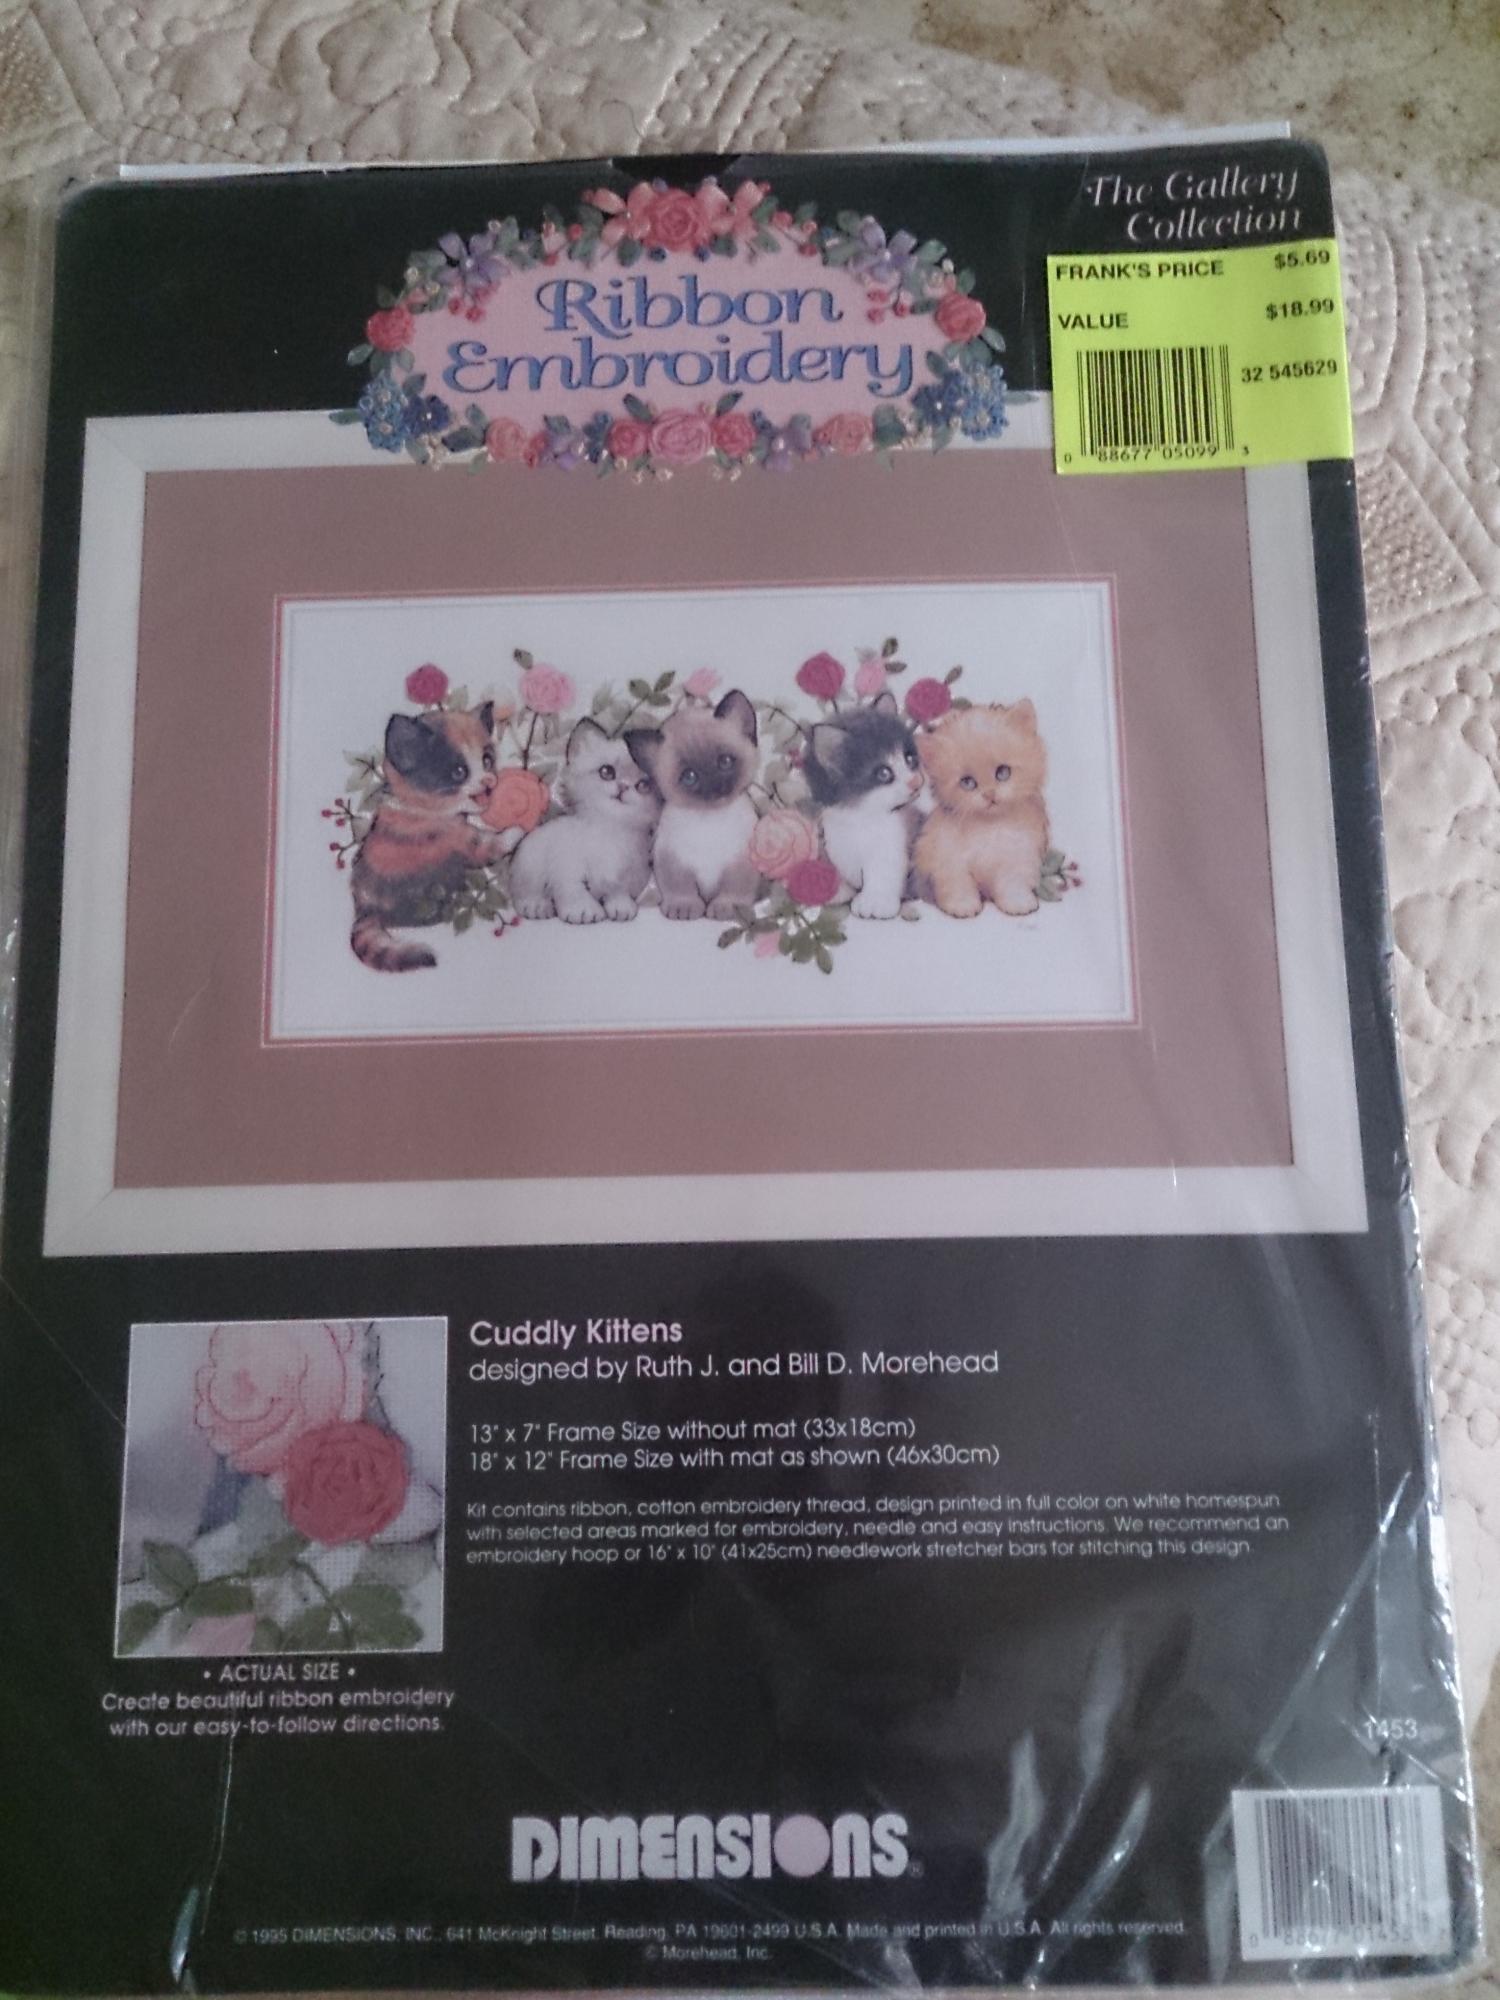 The Gallery
Collection
Ribbon
Embroidery
FRANK'S PRICE $5.69
VALUE $18.99
32 545629
0 88677 05099 3
Cuddly Kittens
designed by Ruth J. and Bill D. Morehead
13" x 7" Frame Size without mat (33x18cm)
18" x 12" Frame Size with mat as shown (46x30cm)
Kit contains ribbon, cotton embroidery thread, design printed in full color on white homespun
with selected areas marked for embroidery, needle and easy instructions. We recommend an
embroidery hoop or 16" x 10" (41x25cm) needlework stretcher bars for stitching this design.
• ACTUAL SIZE •
Create beautiful ribbon embroidery
with our easy-to-follow directions.
1453
DIMENSIONS®
© 1995 DIMENSIONS, INC., 641 McKnight Street, Reading, PA 19601-2499 U.S.A. Made and printed in U.S.A. All rights reserved.
© Morehead, Inc.
0 88677 01453